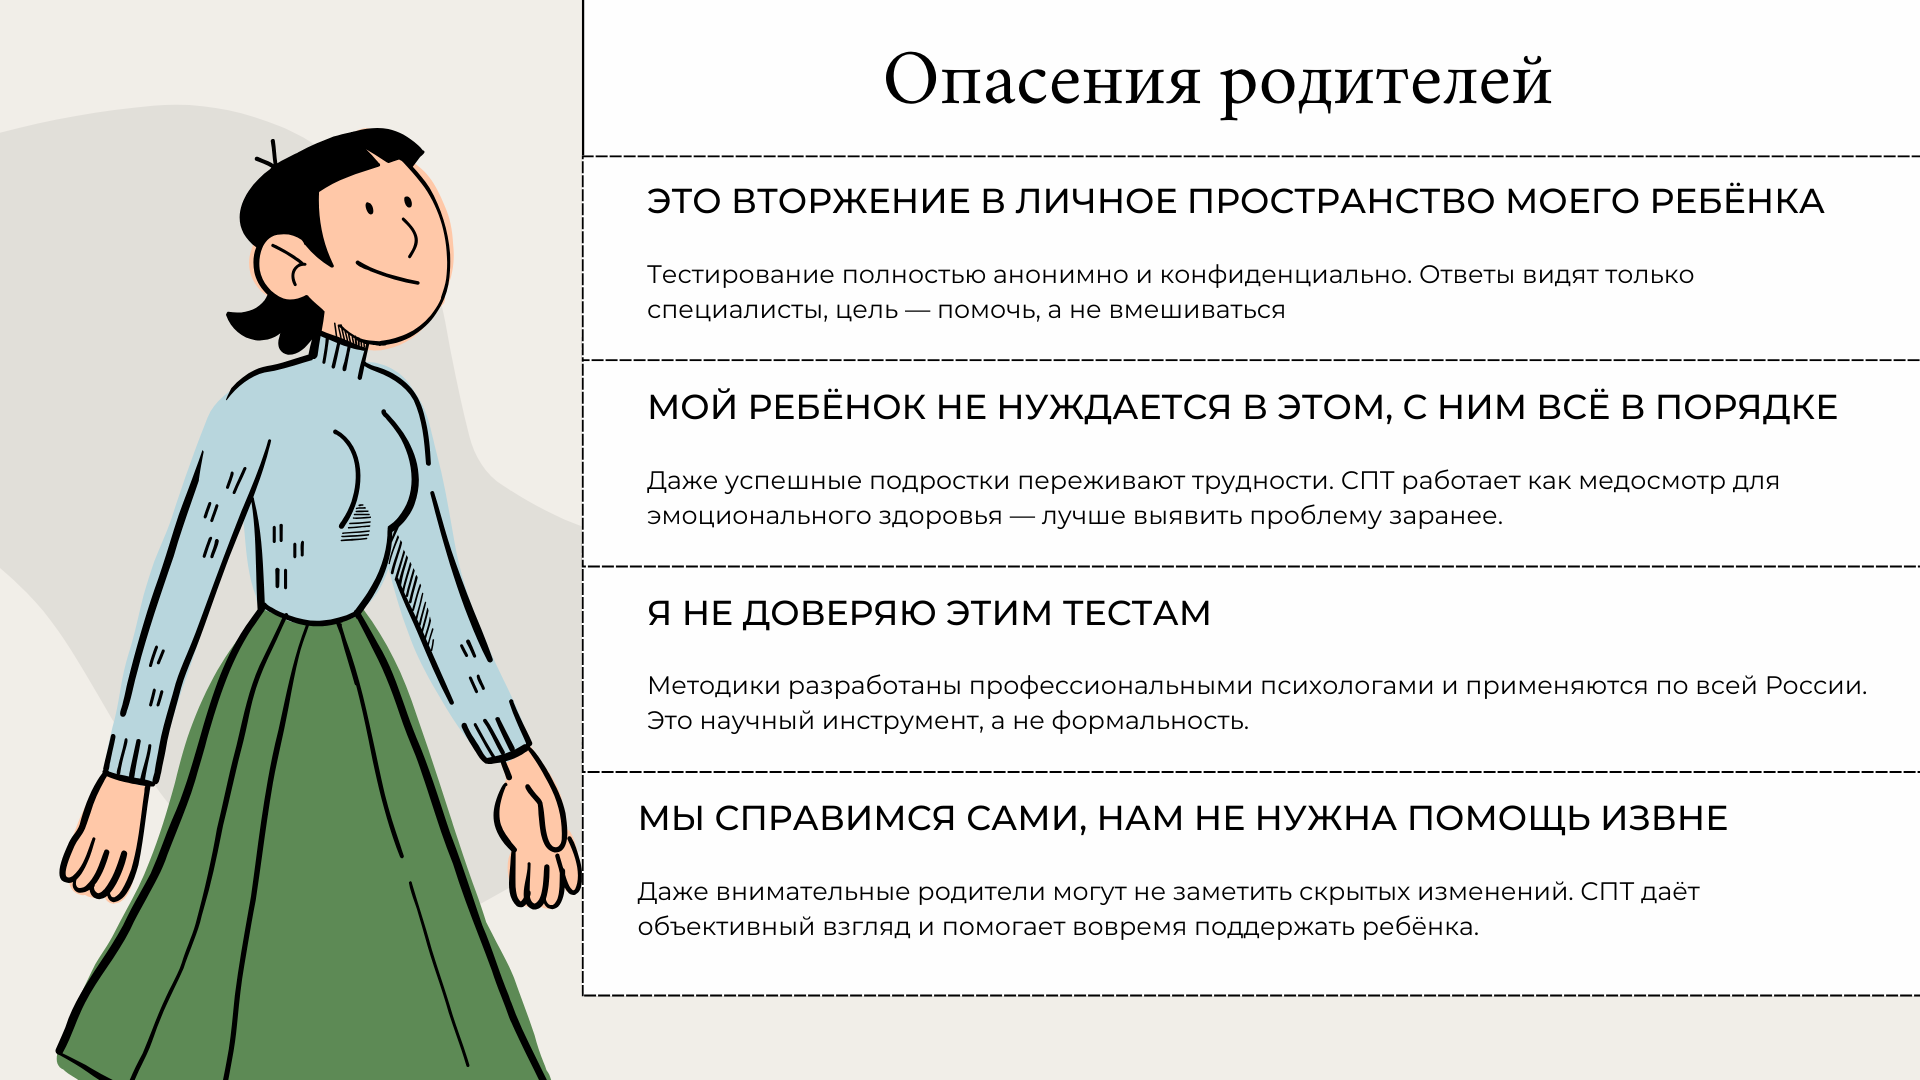 Опасения родителей
ЭТО ВТОРЖЕНИЕ В ЛИЧНОЕ ПРОСТРАНСТВО МОЕГО РЕБЁНКА
Тестирование полностью анонимно и конфиденциально. Ответы видят только
специалисты, цель — помочь, а не вмешиваться
МОЙ РЕБЁНОК НЕ НУЖДАЕТСЯ В ЭТОМ, С НИМ ВСЁ В ПОРЯДКЕ
Даже успешные подростки переживают трудности. СПТ работает как медосмотр для
эмоционального здоровья — лучше выявить проблему заранее.
Я НЕ ДОВЕРЯЮ ЭТИМ ТЕСТАМ
Методики разработаны профессиональными психологами и применяются по всей России.
Это научный инструмент, а не формальность.
МЫ СПРАВИМСЯ САМИ, НАМ НЕ НУЖНА ПОМОЩЬ ИЗВНЕ
Даже внимательные родители могут не заметить скрытых изменений. СПТ даёт
объективный взгляд и помогает вовремя поддержать ребёнка.